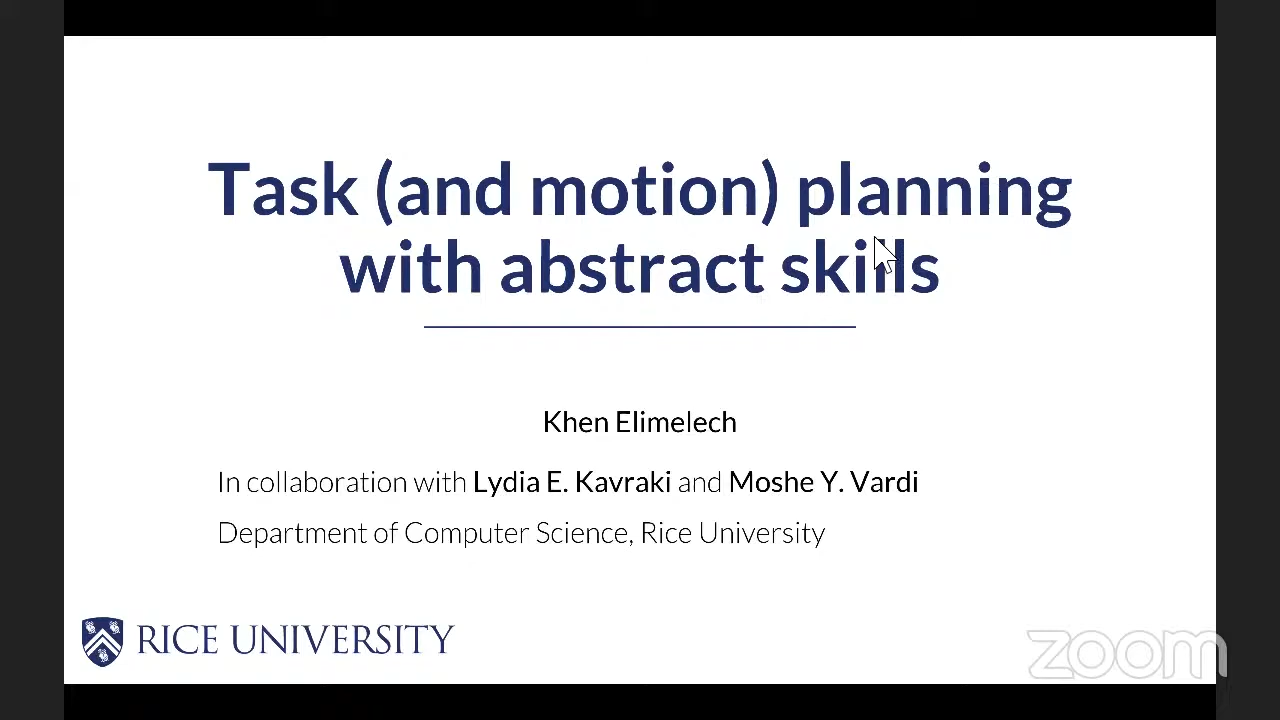 Task (and motion) planning
with abstract skills
Khen Elimelech
In collaboration with Lydia E. Kavraki and Moshe Y. Vardi
Department of Computer Science, Rice University
RICE UNIVERSITY
zoom